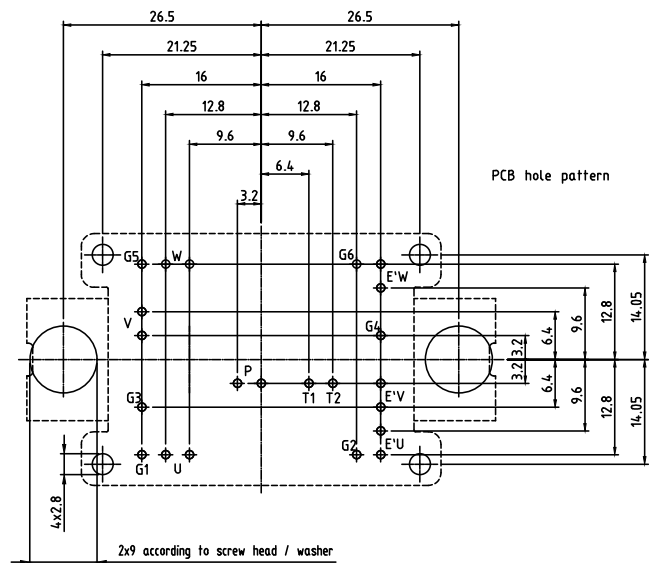 26.5 26.5
21.25 21.25
16 16
12.8 12.8
9.6 9.6
6.4
3.2
PCB hole pattern
G5 W G6
E'W
V G4
P
T1 T2
G3 E'V
G1 U G2 E'U
3.2 3.2
6.4 6.4
9.6 9.6
12.8 12.8
14.05 14.05
4x2.8
2x9 according to screw head / washer